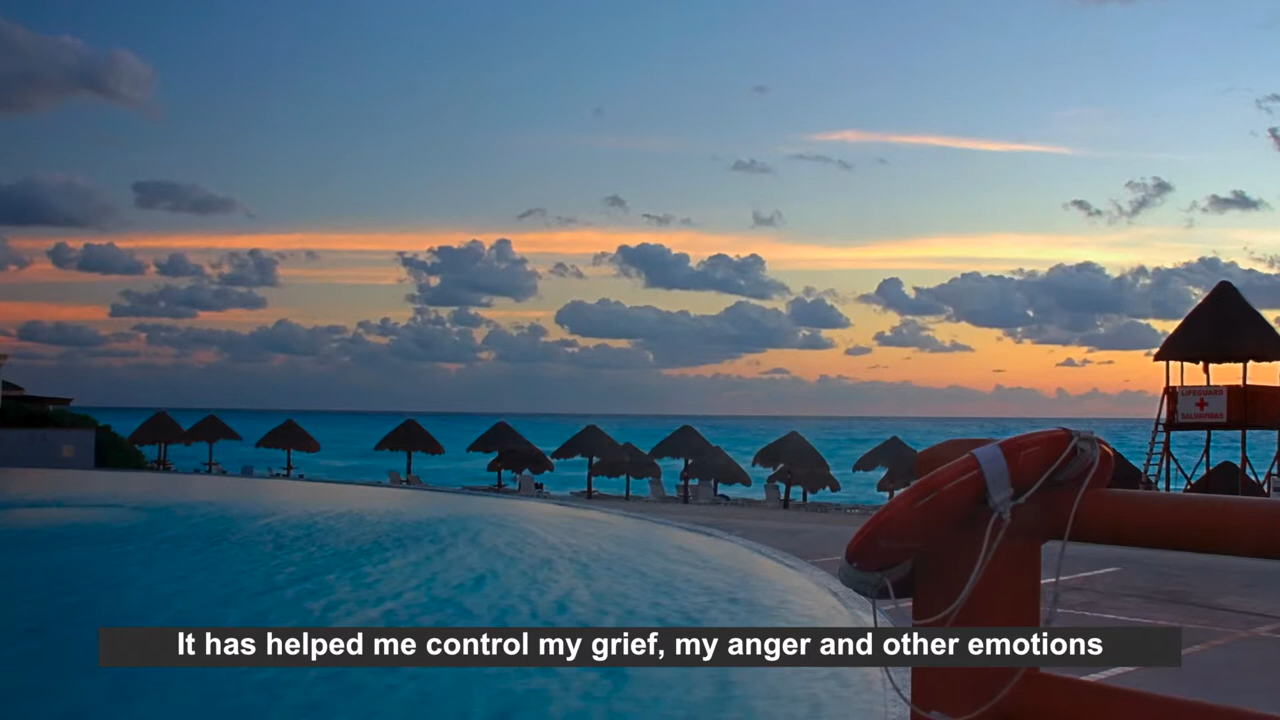 LIFEGUARD
SALVAVIDAS
It has helped me control my grief, my anger and other emotions